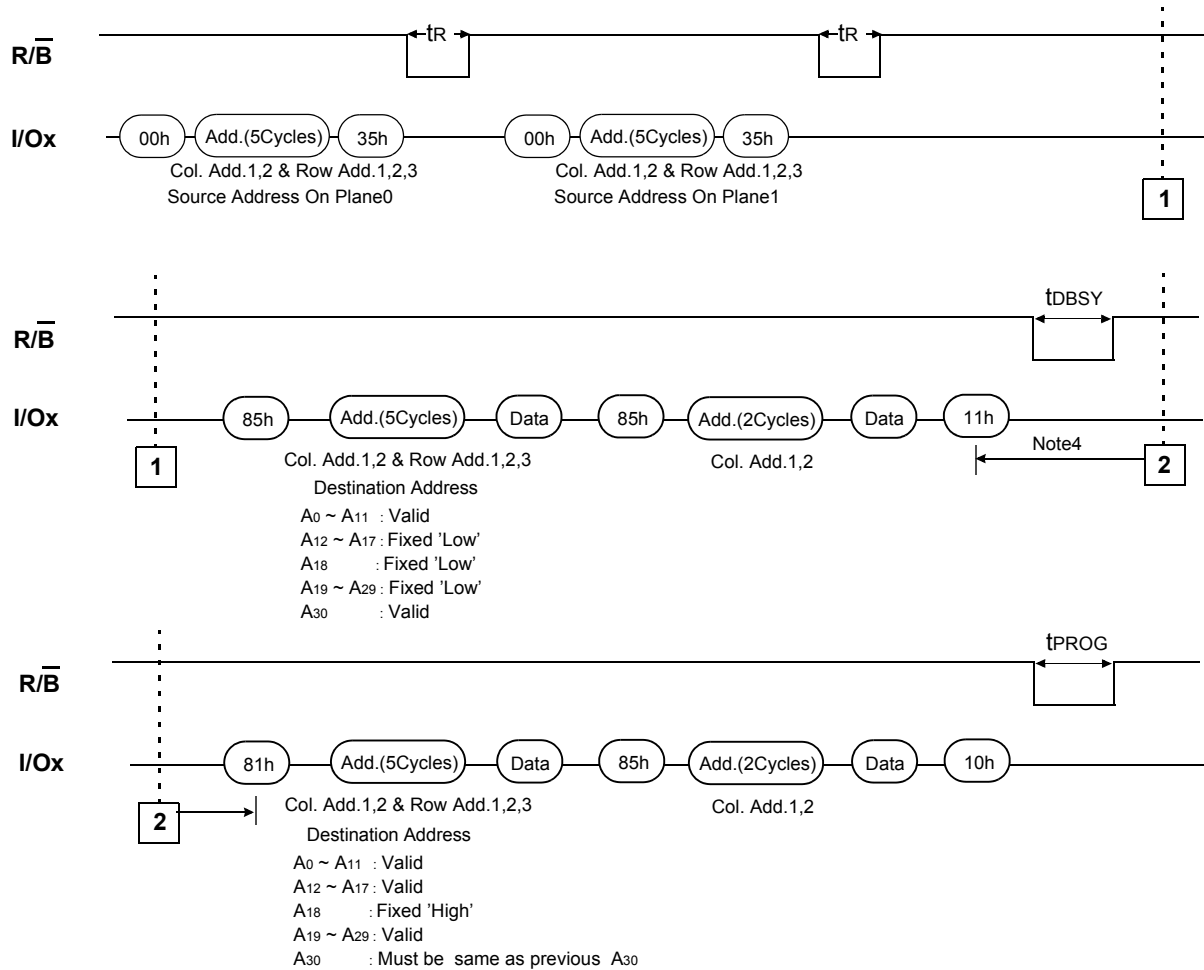 tR tR
R/B
I/Ox 00h Add.(5Cycles) 35h 00h Add.(5Cycles) 35h
Col. Add.1,2 & Row Add.1,2,3 Col. Add.1,2 & Row Add.1,2,3
Source Address On Plane0 Source Address On Plane1
1
tDBSY
R/B
I/Ox 85h Add.(5Cycles) Data 85h Add.(2Cycles) Data 11h
Note4
1 Col. Add.1,2 & Row Add.1,2,3 Col. Add.1,2 2
Destination Address
A0 ~ A11 : Valid
A12 ~ A17 : Fixed 'Low'
A18 : Fixed 'Low'
A19 ~ A29 : Fixed 'Low'
A30 : Valid
tPROG
R/B
I/Ox 81h Add.(5Cycles) Data 85h Add.(2Cycles) Data 10h
2 Col. Add.1,2 & Row Add.1,2,3 Col. Add.1,2
Destination Address
A0 ~ A11 : Valid
A12 ~ A17 : Valid
A18 : Fixed 'High'
A19 ~ A29 : Valid
A30 : Must be same as previous A30